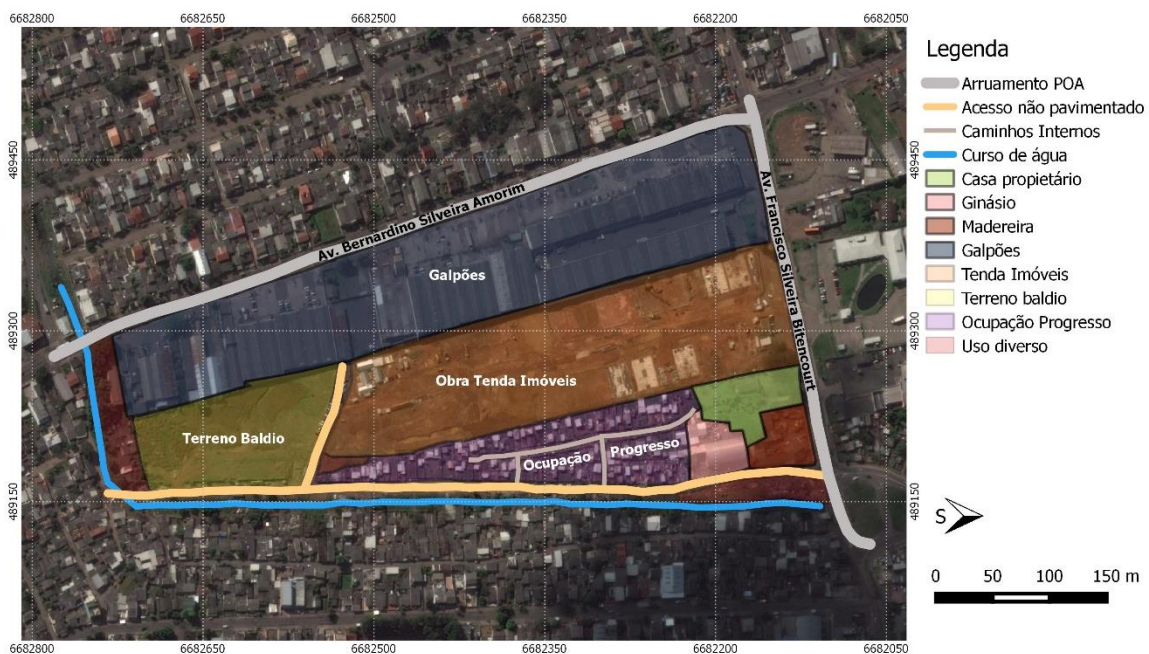 6682800 6682650 6682500 6682350 6682200 6682050
489450 489450
489300 489300
489150 489150
Av. Bernardino Silveira Amorim
Av. Francisco Silveira Bitencourt
Galpões
Obra Tenda Imóveis
Terreno Baldio
Ocupação
Progresso
6682800 6682650 6682500 6682350 6682200 6682050
Legenda
Arruamento POA
Acesso não pavimentado
Caminhos Internos
Curso de água
Casa propietário
Ginásio
Madereira
Galpões
Tenda Imóveis
Terreno baldio
Ocupação Progresso
Uso diverso
S
0 50 100 150 m